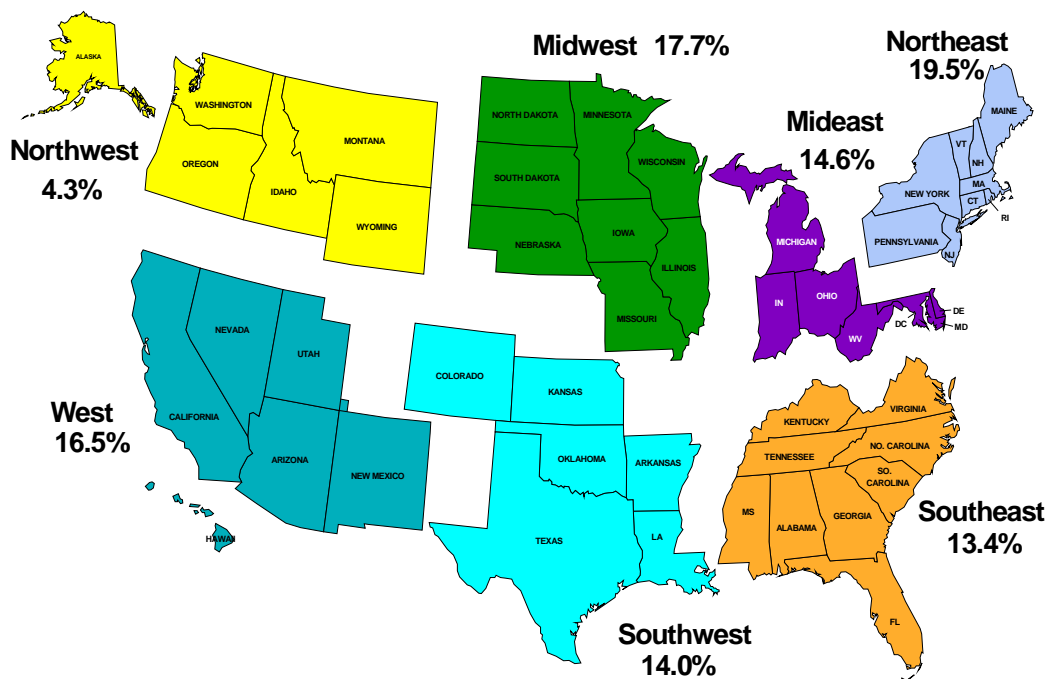 Midwest 17.7%
Northeast
19.5%
Mideast
14.6%
Northwest
4.3%
West
16.5%
Southwest
14.0%
Southeast
13.4%
ALASKA
WASHINGTON
OREGON
IDAHO
MONTANA
WYOMING
NORTH DAKOTA
SOUTH DAKOTA
NEBRASKA
MINNESOTA
IOWA
WISCONSIN
ILLINOIS
MISSOURI
MICHIGAN
IN
OHIO
WV
DC
DE
MD
MAINE
VT
NH
MA
CT
RI
NEW YORK
PENNSYLVANIA
NJ
NEVADA
UTAH
CALIFORNIA
ARIZONA
NEW MEXICO
HAWAII
COLORADO
KANSAS
OKLAHOMA
ARKANSAS
TEXAS
LA
KENTUCKY
VIRGINIA
TENNESSEE
NO. CAROLINA
SO.
CAROLINA
MS
ALABAMA
GEORGIA
FL